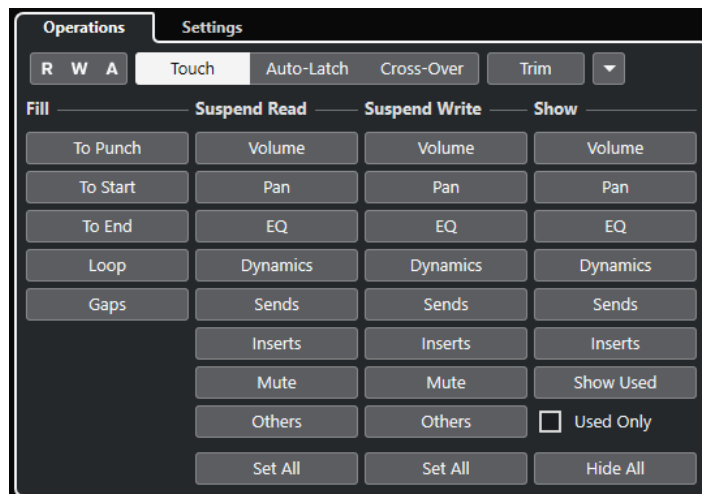 Operations Settings
R W A Touch Auto-Latch Cross-Over Trim
Fill Suspend Read Suspend Write Show
To Punch Volume Volume Volume
To Start Pan Pan Pan
To End EQ EQ EQ
Loop Dynamics Dynamics Dynamics
Gaps Sends Sends Sends
Inserts Inserts Inserts
Mute Mute Show Used
Others Others Used Only
Set All Set All Hide All